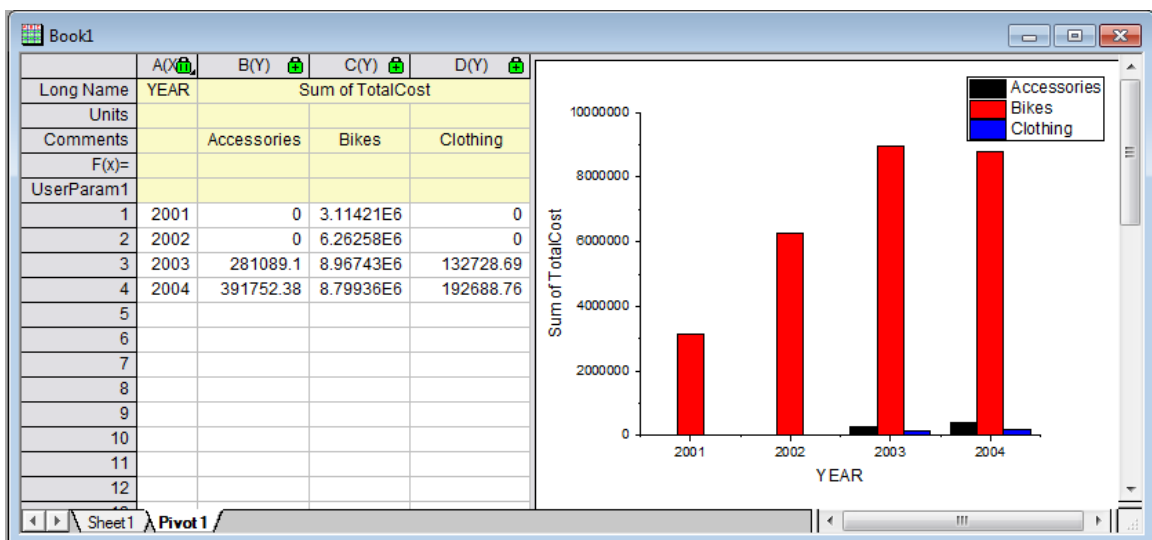 Book1
A(X) B(Y) C(Y) D(Y)
Long Name YEAR Sum of TotalCost
Units
Comments Accessories Bikes Clothing
F(x)=
UserParam1
1 2001 0 3.11421E6 0
2 2002 0 6.26258E6 0
3 2003 281089.1 8.96743E6 132728.69
4 2004 391752.38 8.79936E6 192688.76
5
6
7
8
9
10
11
12
Sheet1 Pivot1
Accessories
Bikes
Clothing
10000000
8000000
6000000
4000000
2000000
0
Sum of TotalCost
2001 2002 2003 2004
YEAR